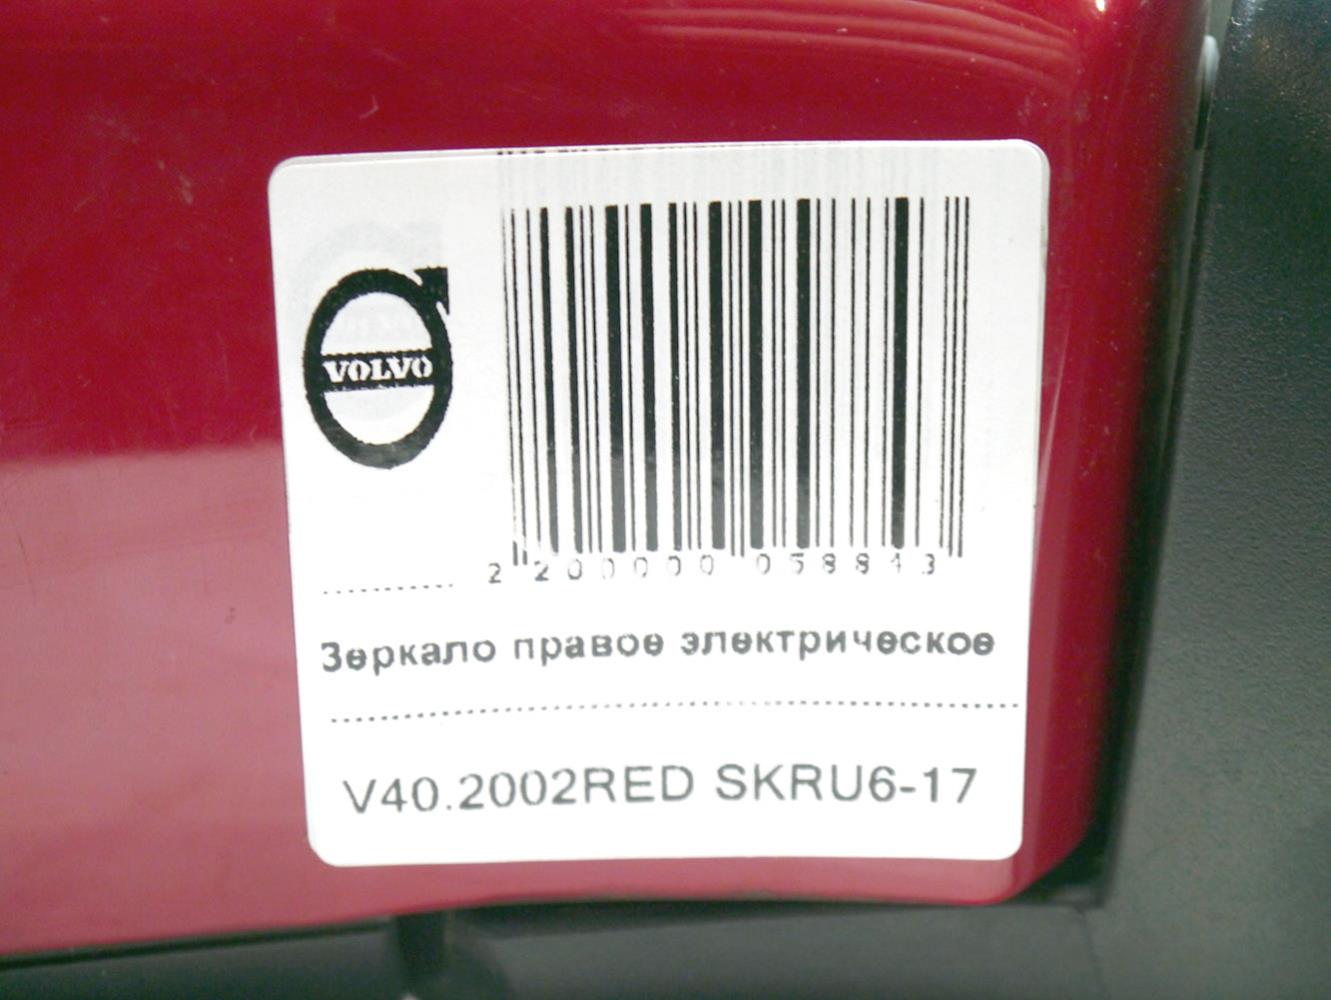 VOLVO
2 200000 058843
Зеркало правое электрическое
V40.2002RED SKRU6-17